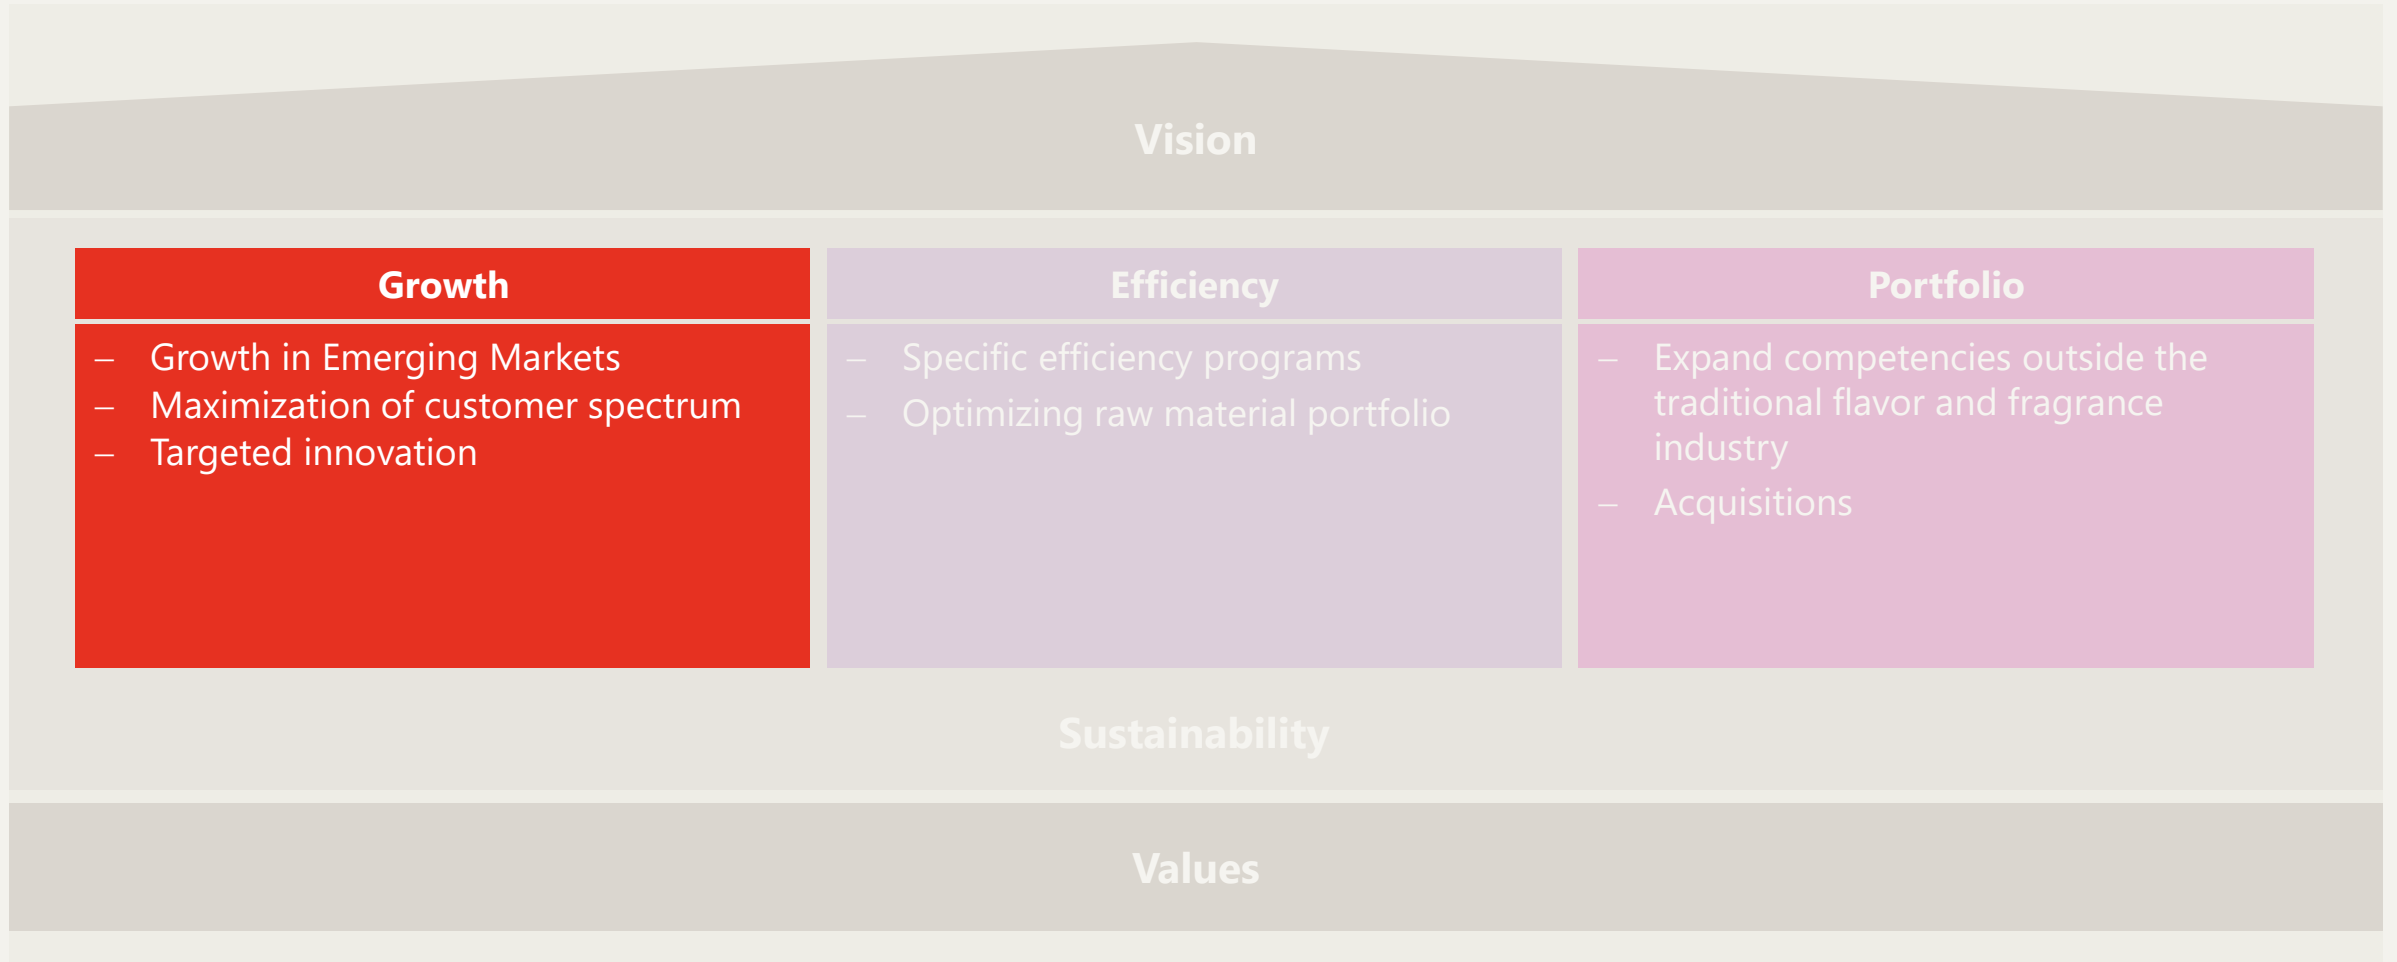 Vision
Growth
– Growth in Emerging Markets
– Maximization of customer spectrum
– Targeted innovation
Efficiency
– Specific efficiency programs
– Optimizing raw material portfolio
Portfolio
– Expand competencies outside the
traditional flavor and fragrance
industry
– Acquisitions
Sustainability
Values